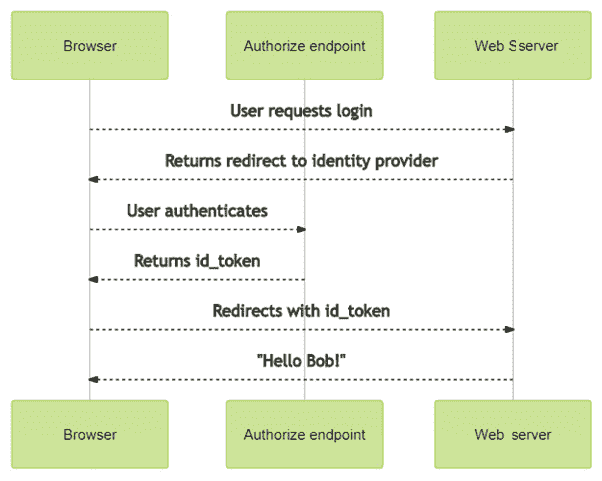 Browser
Authorize endpoint
Web Sserver
User requests login
Returns redirect to identity provider
User authenticates
Returns id_token
Redirects with id_token
"Hello Bob!"
Browser
Authorize endpoint
Web server